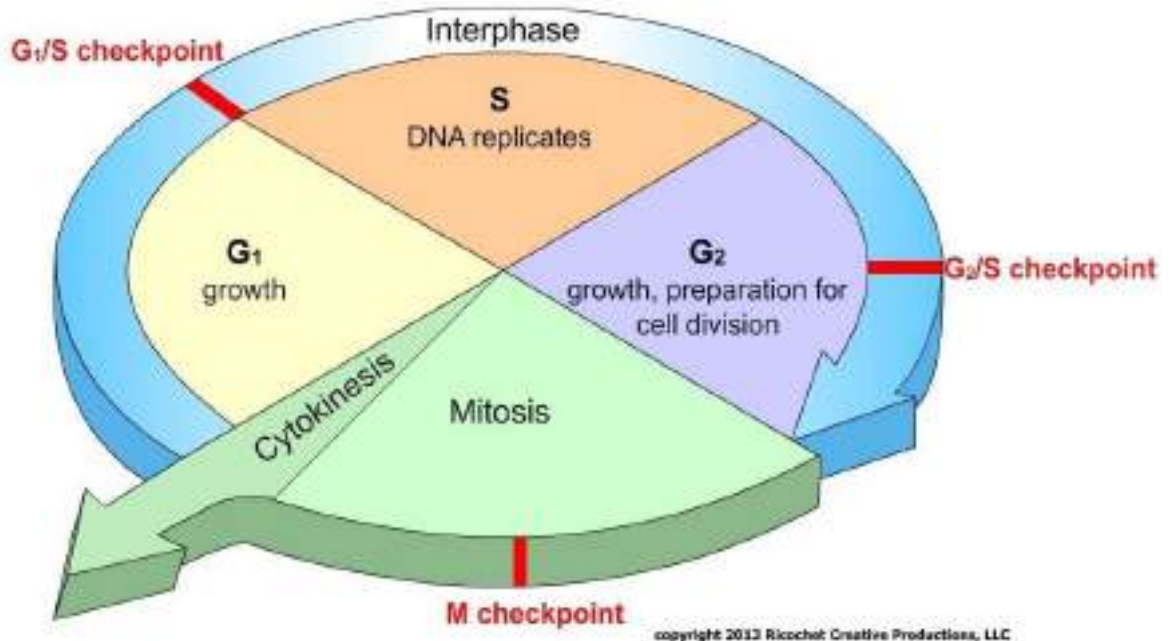 Interphase
G₁/S checkpoint
S
DNA replicates
G₁
growth
G₂
growth, preparation for
cell division
G₂/S checkpoint
Cytokinesis
Mitosis
M checkpoint
copyright 2013 Ricochet Creative Productions, LLC